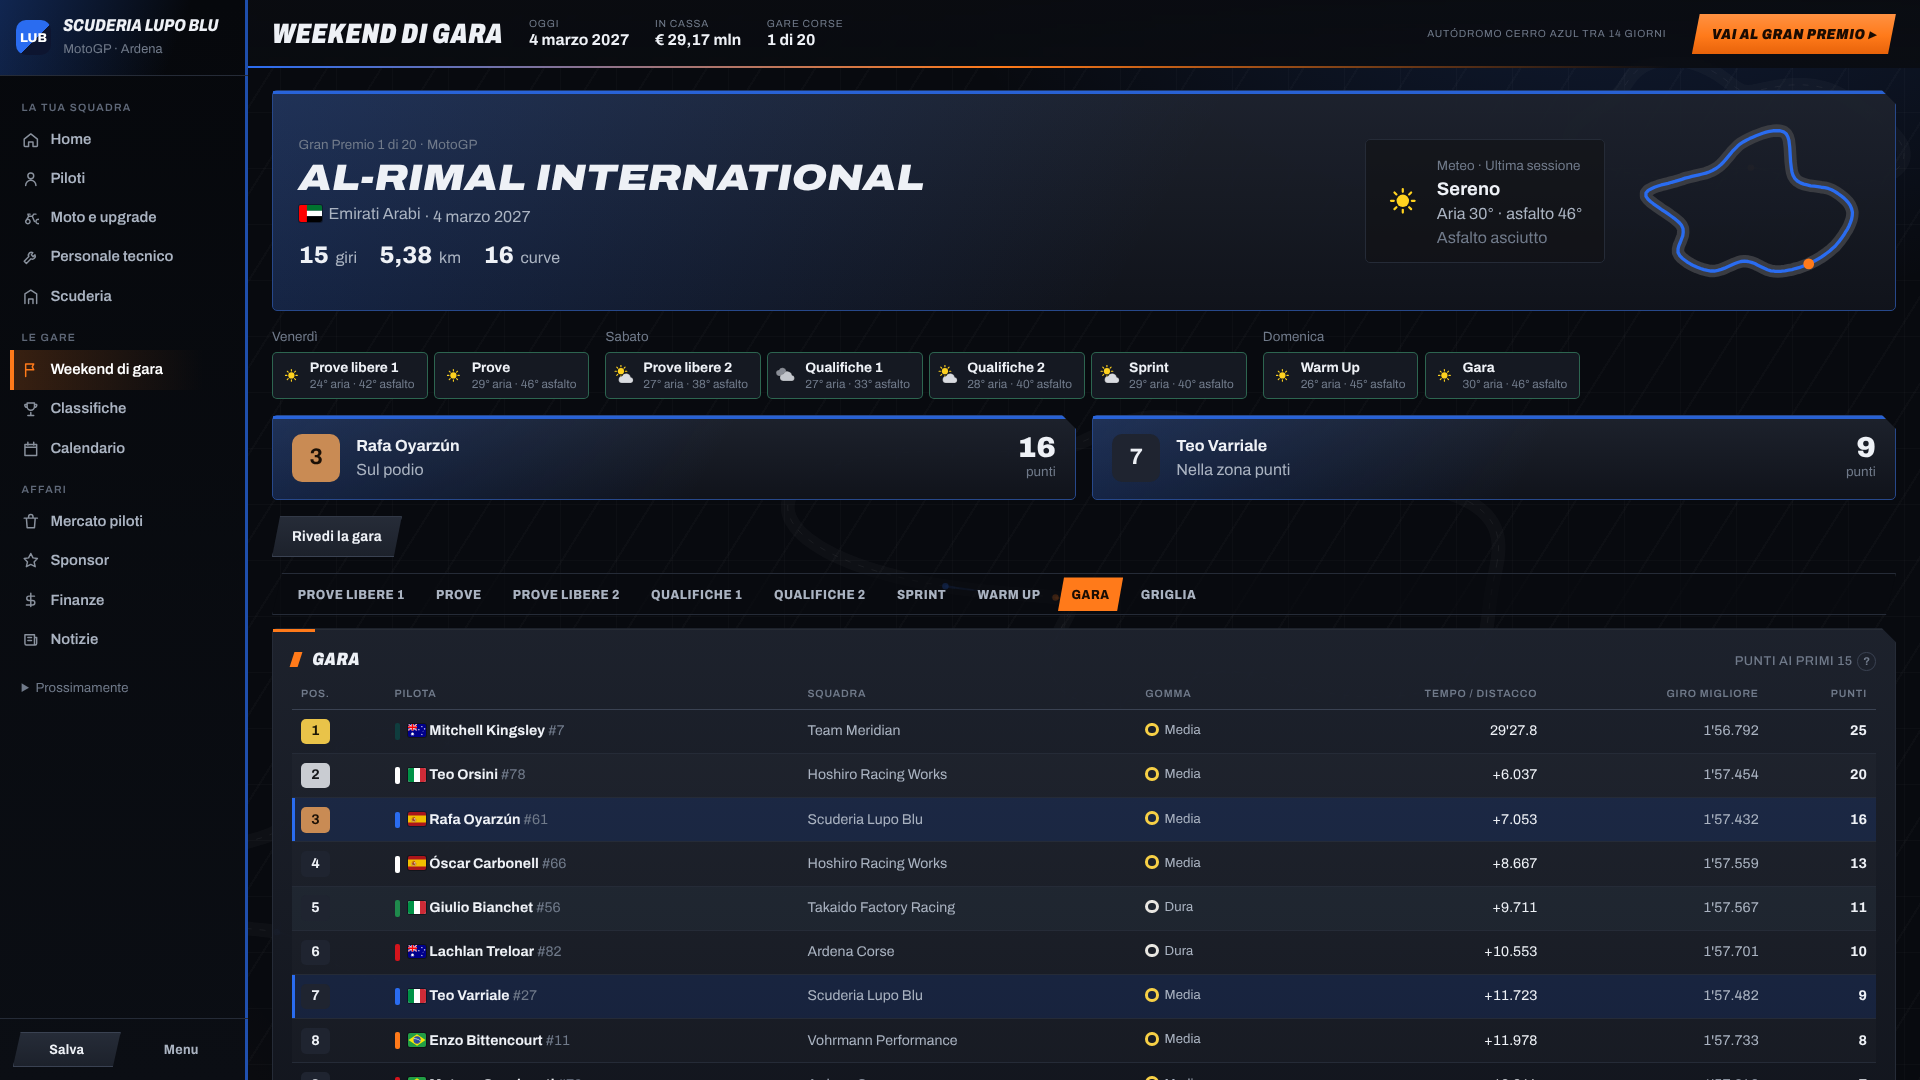 LUB
SCUDERIA LUPO BLU
MotoGP · Ardena
WEEKEND DI GARA
OGGI
4 marzo 2027
IN CASSA
€ 29,17 mln
GARE CORSE
1 di 20
AUTÓDROMO CERRO AZUL TRA 14 GIORNI
VAI AL GRAN PREMIO ▸
LA TUA SQUADRA
Home
Piloti
Moto e upgrade
Personale tecnico
Scuderia
LE GARE
Weekend di gara
Classifiche
Calendario
AFFARI
Mercato piloti
Sponsor
Finanze
Notizie
▶ Prossimamente
Salva
Menu
Gran Premio 1 di 20 · MotoGP
AL-RIMAL INTERNATIONAL
Emirati Arabi · 4 marzo 2027
15 giri 5,38 km 16 curve
Meteo · Ultima sessione
Sereno
Aria 30° · asfalto 46°
Asfalto asciutto
Venerdì
Prove libere 1
24° aria · 42° asfalto
Prove
29° aria · 46° asfalto
Sabato
Prove libere 2
27° aria · 38° asfalto
Qualifiche 1
27° aria · 33° asfalto
Qualifiche 2
28° aria · 40° asfalto
Sprint
29° aria · 40° asfalto
Domenica
Warm Up
26° aria · 45° asfalto
Gara
30° aria · 46° asfalto
3
Rafa Oyarzún
Sul podio
16
punti
7
Teo Varriale
Nella zona punti
9
punti
Rivedi la gara
PROVE LIBERE 1 PROVE PROVE LIBERE 2 QUALIFICHE 1 QUALIFICHE 2 SPRINT WARM UP GARA GRIGLIA
GARA
PUNTI AI PRIMI 15 ?
POS. PILOTA SQUADRA GOMMA TEMPO / DISTACCO GIRO MIGLIORE PUNTI
1 Mitchell Kingsley #7 Team Meridian Media 29'27.8 1'56.792 25
2 Teo Orsini #78 Hoshiro Racing Works Media +6.037 1'57.454 20
3 Rafa Oyarzún #61 Scuderia Lupo Blu Media +7.053 1'57.432 16
4 Óscar Carbonell #66 Hoshiro Racing Works Media +8.667 1'57.559 13
5 Giulio Bianchet #56 Takaido Factory Racing Dura +9.711 1'57.567 11
6 Lachlan Treloar #82 Ardena Corse Dura +10.553 1'57.701 10
7 Teo Varriale #27 Scuderia Lupo Blu Media +11.723 1'57.482 9
8 Enzo Bittencourt #11 Vohrmann Performance Media +11.978 1'57.733 8